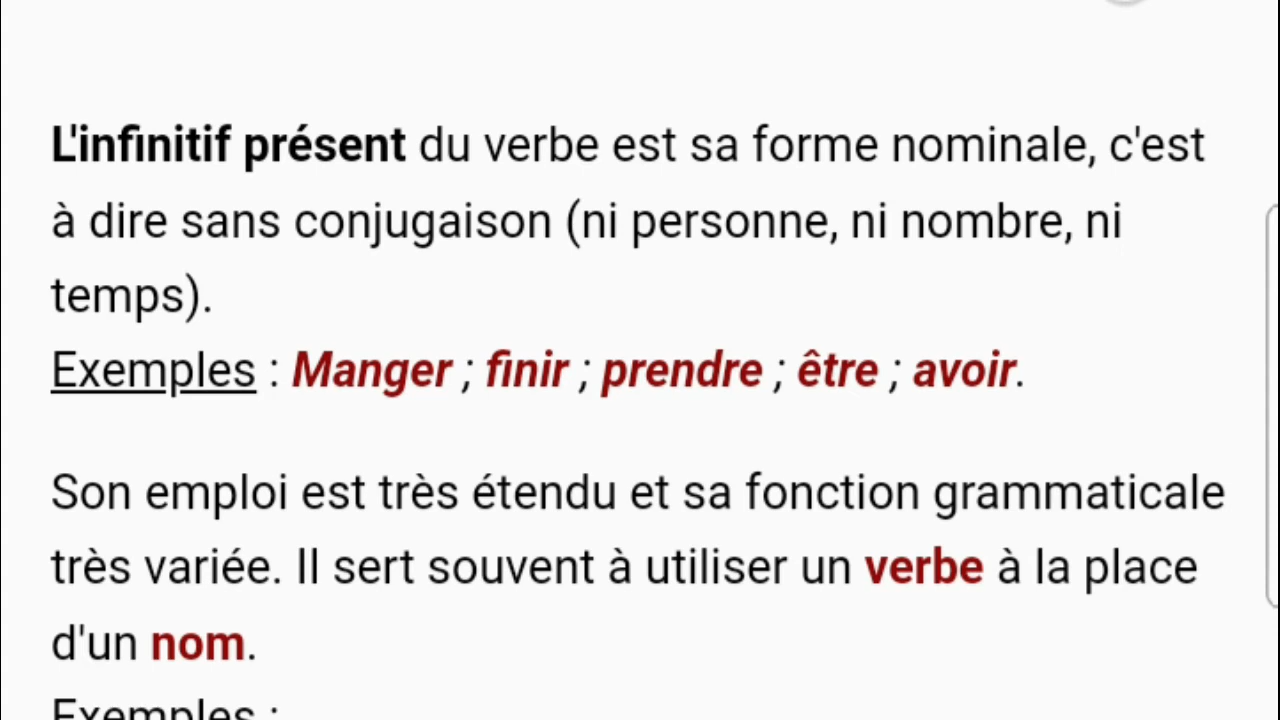 L'infinitif présent du verbe est sa forme nominale, c'est
à dire sans conjugaison (ni personne, ni nombre, ni
temps).
Exemples : Manger ; finir ; prendre ; être ; avoir.
Son emploi est très étendu et sa fonction grammaticale
très variée. Il sert souvent à utiliser un verbe à la place
d'un nom.
Exemples :